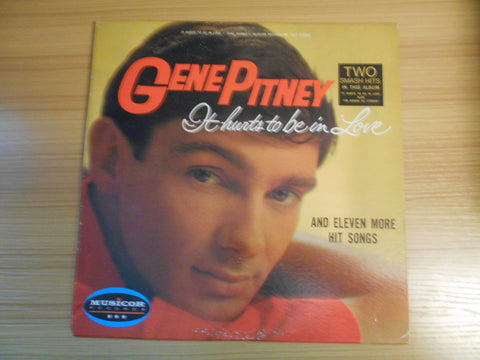 GENE PITNEY
It hurts to be in Love
TWO
SMASH HITS
IN THIS ALBUM
AND ELEVEN MORE
HIT SONGS
MUSICOR
RECORDS